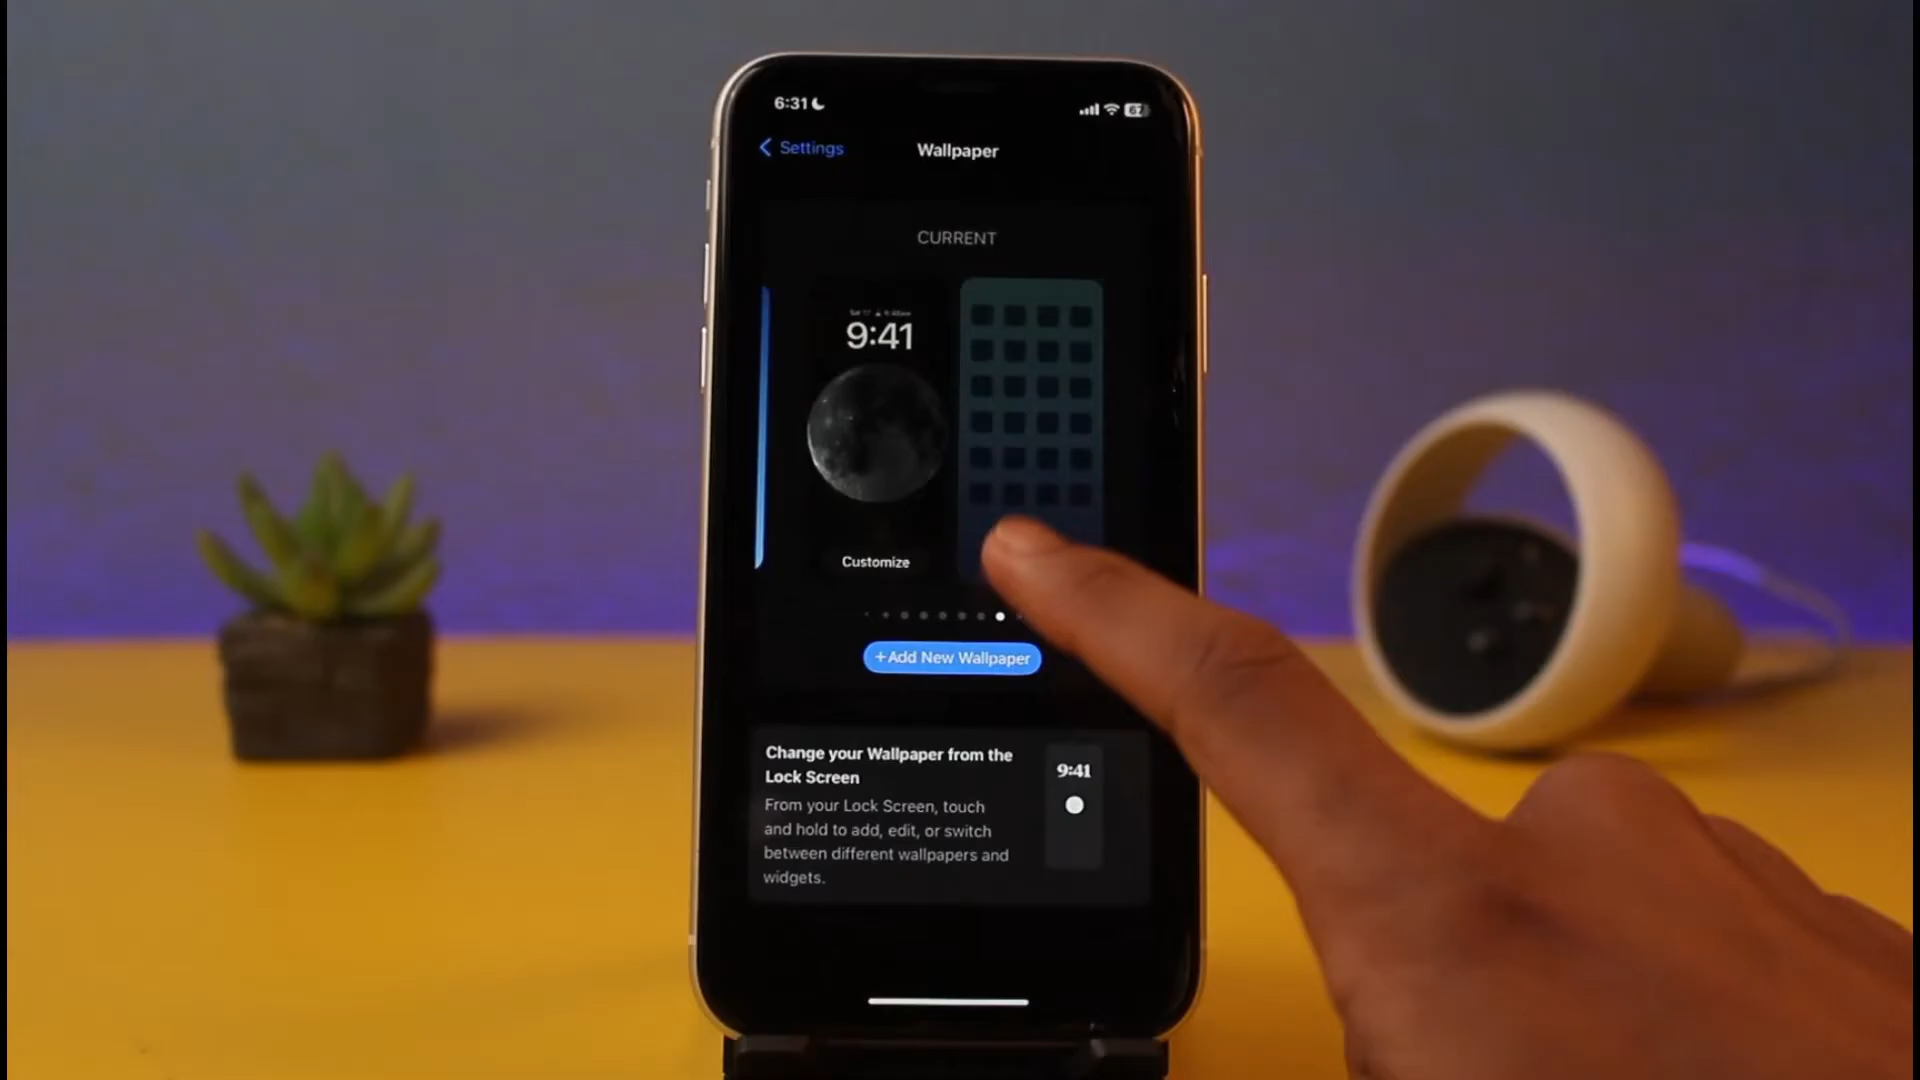 6:31
67
Settings
Wallpaper
CURRENT
9:41
Customize
+Add New Wallpaper
Change your Wallpaper from the
Lock Screen
9:41
From your Lock Screen, touch
and hold to add, edit, or switch
between different wallpapers and
widgets.